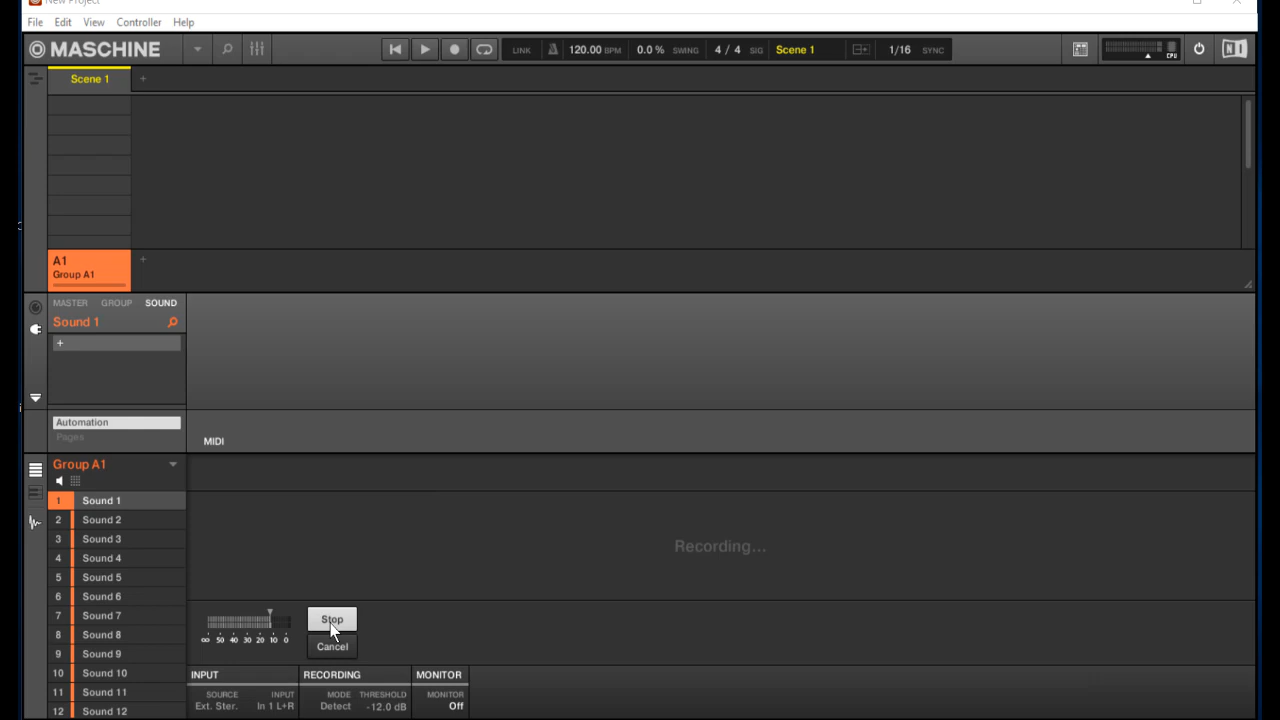 New Project
File Edit View Controller Help
MASCHINE LINK 120.00 BPM 0.0 % SWING 4 / 4 SIG Scene 1 1/16 SYNC CPU
Scene 1 +
A1 +
Group A1
MASTER GROUP SOUND
Sound 1
+
Automation
Pages
MIDI
Group A1
1 Sound 1
2 Sound 2
3 Sound 3
4 Sound 4
5 Sound 5
6 Sound 6
7 Sound 7
8 Sound 8
9 Sound 9
10 Sound 10
11 Sound 11
12 Sound 12
Recording...
Stop
∞ 50 40 30 20 10 0
Cancel
INPUT RECORDING MONITOR
SOURCE INPUT MODE THRESHOLD MONITOR
Ext. Ster. In 1 L+R Detect -12.0 dB Off